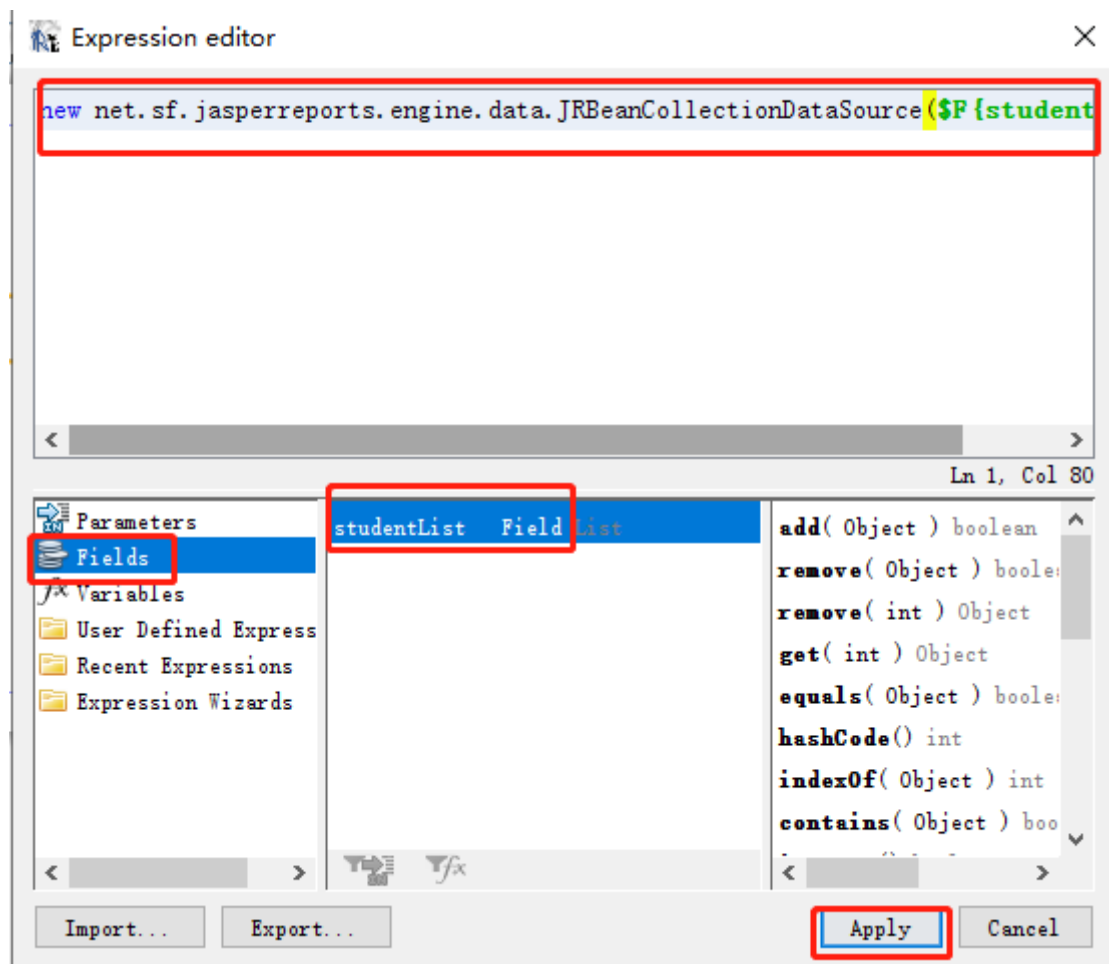 Expression editor
new net.sf.jasperreports.engine.data.JRBeanCollectionDataSource($F{student
Ln 1, Col 80
Parameters
Fields
Variables
User Defined Express
Recent Expressions
Expression Wizards
studentList Field List
add( Object ) boolean
remove( Object ) boole
remove( int ) Object
get( int ) Object
equals( Object ) boole
hashCode() int
indexOf( Object ) int
contains( Object ) boo
Import... Export... Apply Cancel